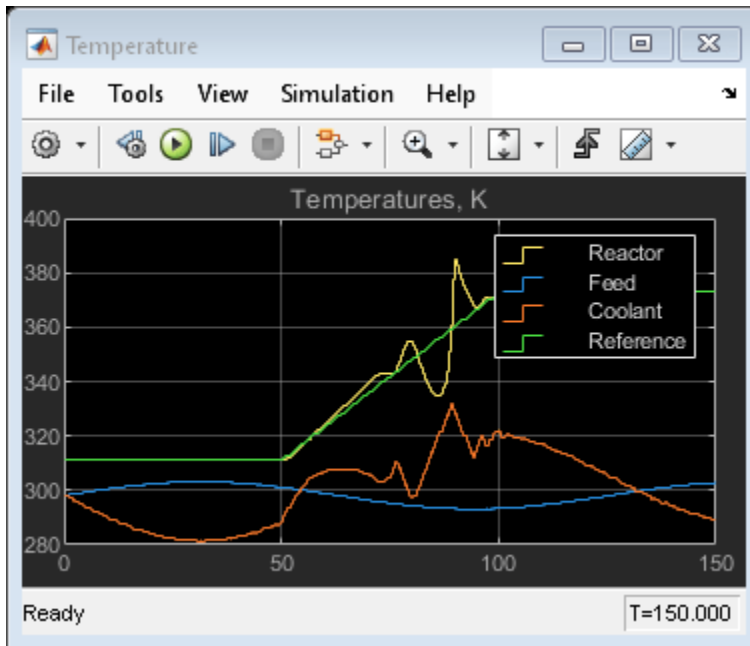 Temperature
File Tools View Simulation Help
Temperatures, K
400
380
360
340
320
300
280
0 50 100 150
Reactor
Feed
Coolant
Reference
Ready T=150.000